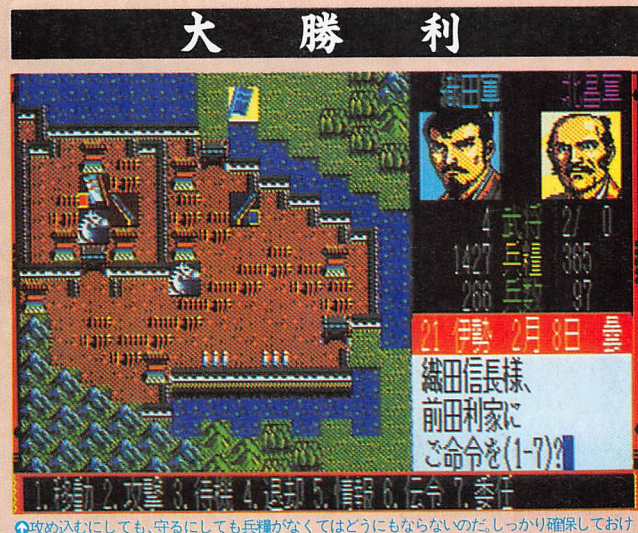 大勝利
織田軍 北畠軍
4 武将 2/ 0
1427 兵糧 365
266 兵数 97
21 伊勢 2月 8日 曇
織田信長様、
前田利家に
ご命令を(1-7)?
1.移動 2.攻撃 3.待機 4.退却 5.情報 6.伝令 7.委任
攻め込むにしても、守るにしても兵糧がなくてはどうにもならないのだ。しっかり確保しておけ